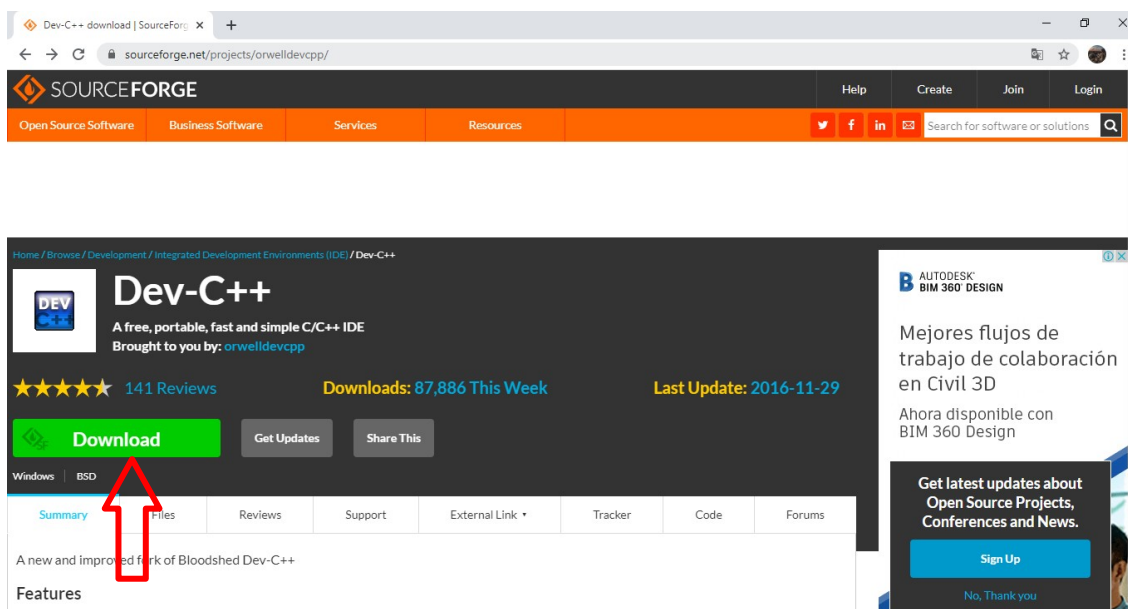 Dev-C++ download | SourceForg
sourceforge.net/projects/orwelldevcpp/
SOURCEFORGE
Help Create Join Login
Open Source Software Business Software Services Resources
Search for software or solutions
Home / Browse / Development / Integrated Development Environments (IDE) / Dev-C++
DEV
C++
Dev-C++
A free, portable, fast and simple C/C++ IDE
Brought to you by: orwelldevcpp
141 Reviews Downloads: 87,886 This Week Last Update: 2016-11-29
Download Get Updates Share This
Windows BSD
Summary Files Reviews Support External Link Tracker Code Forums
A new and improved fork of Bloodshed Dev-C++
Features
AUTODESK®
BIM 360® DESIGN
Mejores flujos de
trabajo de colaboración
en Civil 3D
Ahora disponible con
BIM 360 Design
Get latest updates about
Open Source Projects,
Conferences and News.
Sign Up
No, Thank you